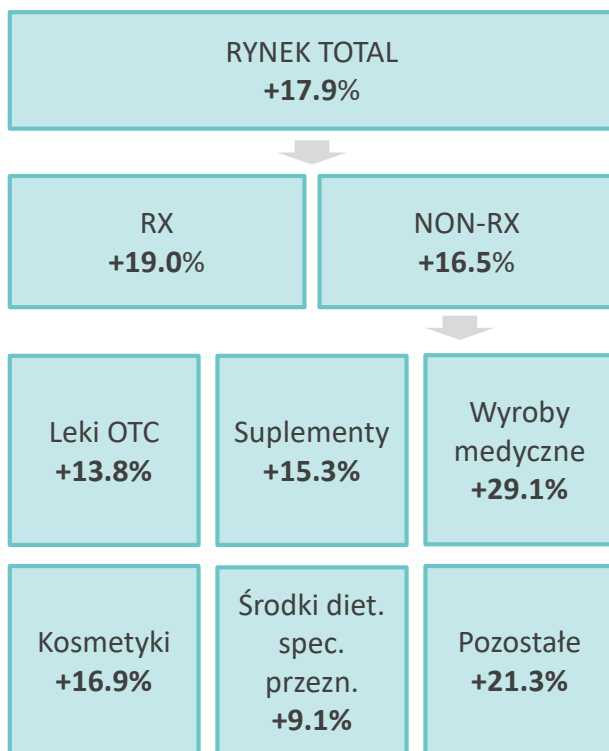 RYNEK TOTAL
+17.9%
RX
+19.0%
NON-RX
+16.5%
Leki OTC
+13.8%
Suplementy
+15.3%
Wyroby
medyczne
+29.1%
Kosmetyki
+16.9%
Środki diet.
spec.
przezn.
+9.1%
Pozostałe
+21.3%